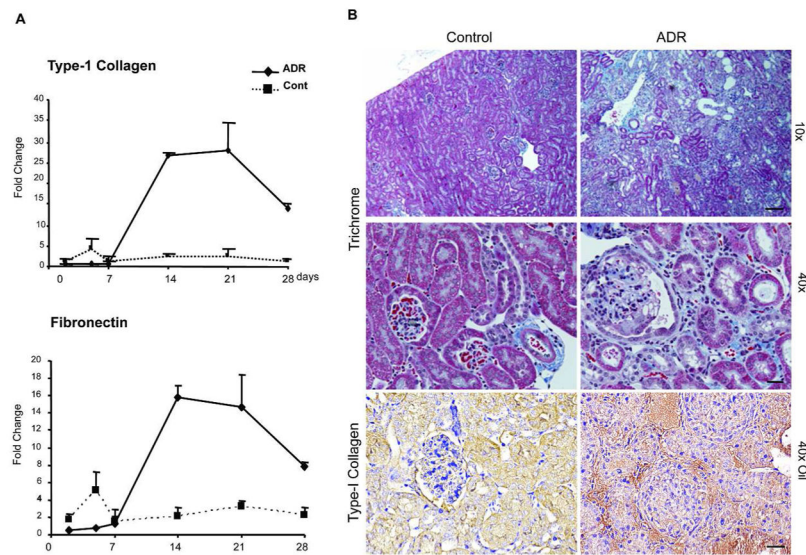 A
Type-1 Collagen
ADR
Cont
Fold Change
40
35
30
25
20
15
10
5
0
0 7 14 21 28 days
Fibronectin
Fold Change
20
18
16
14
12
10
8
6
4
2
0
0 7 14 21 28
B
Control ADR
Trichrome
Type-I Collagen
10x
40x
40x Oil